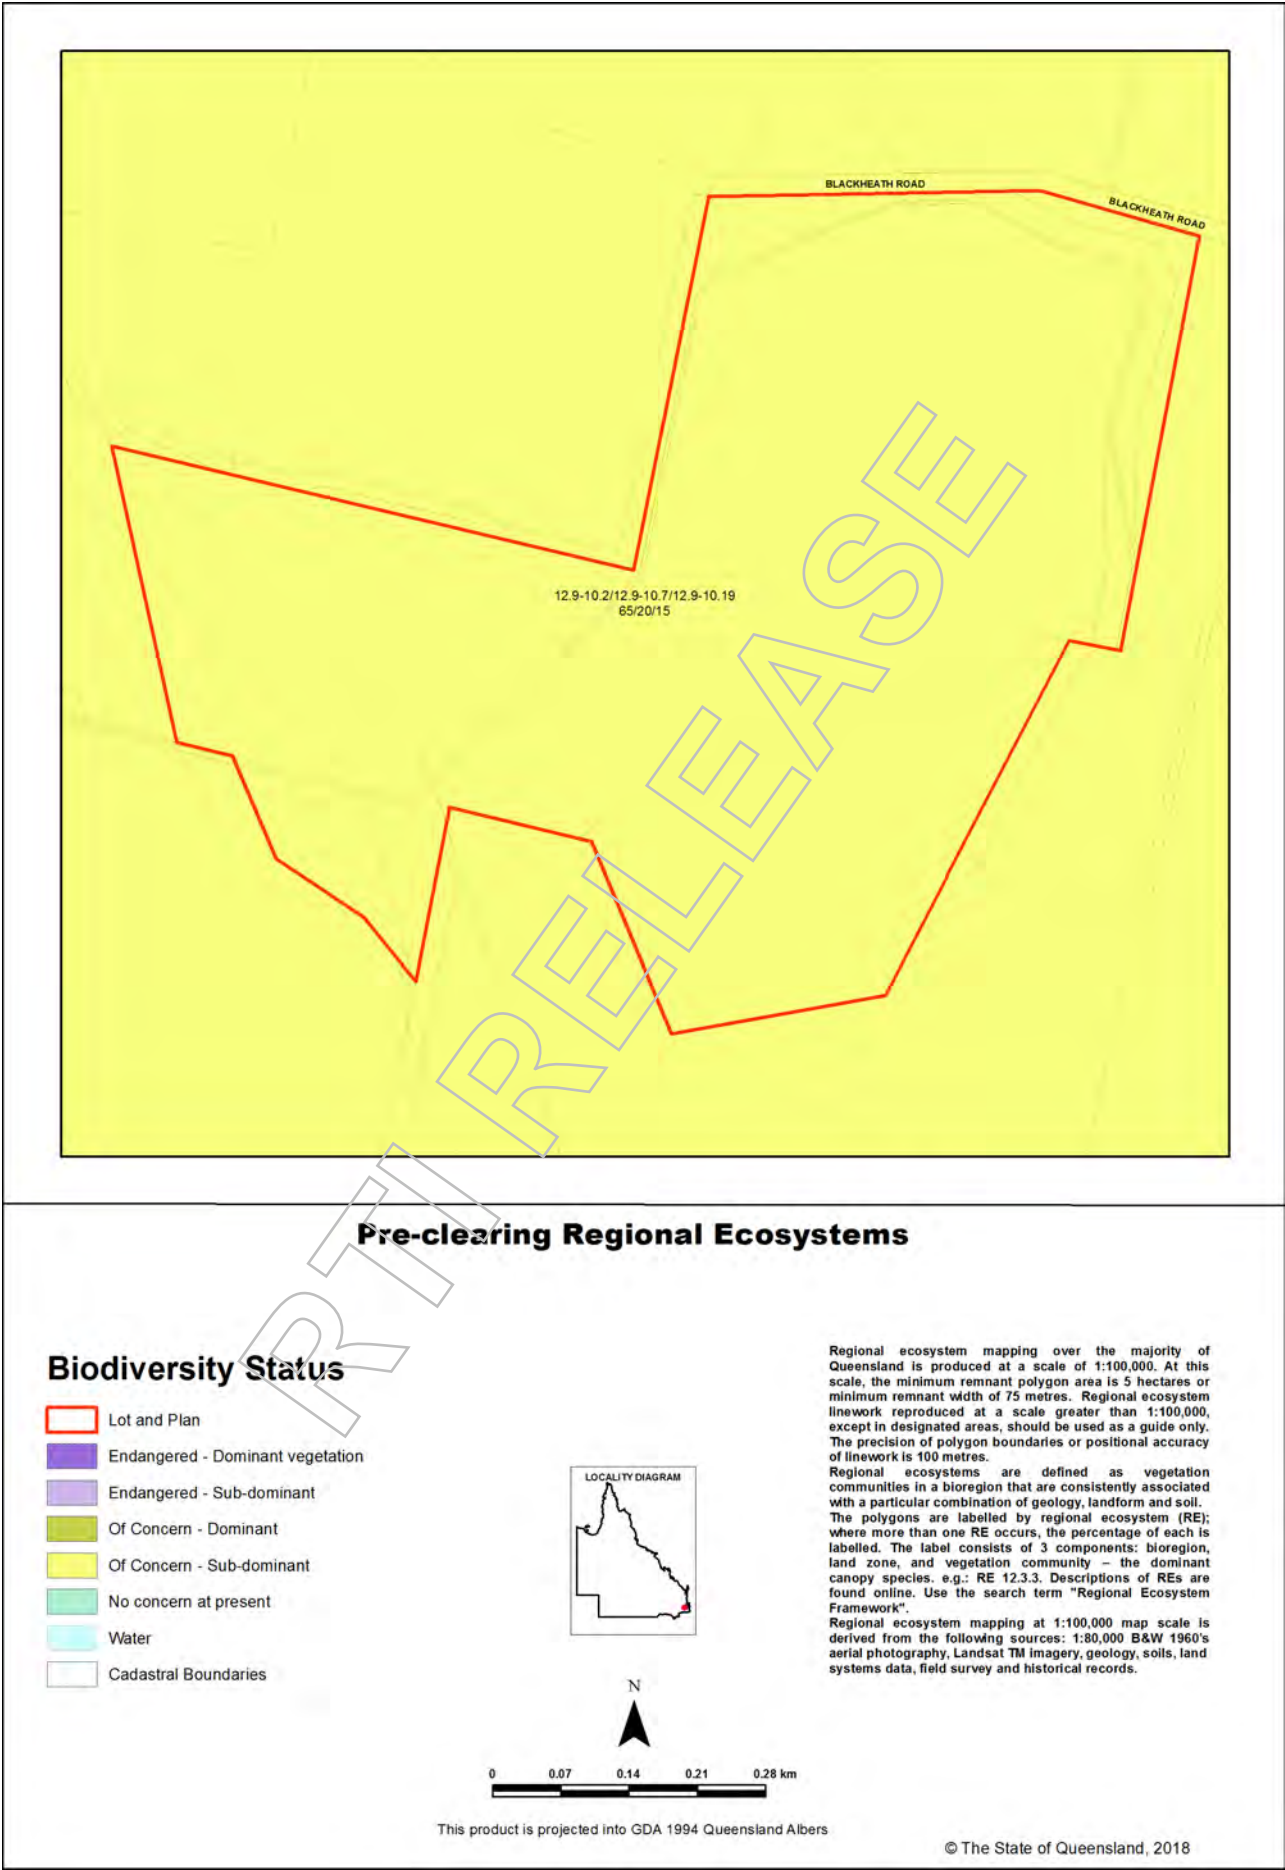 BLACKHEATH ROAD
BLACKHEATH ROAD
12.9-10.2/12.9-10.7/12.9-10.19
65/20/15
RTI RELEASE
Pre-clearing Regional Ecosystems
Biodiversity Status
Lot and Plan
Endangered - Dominant vegetation
Endangered - Sub-dominant
Of Concern - Dominant
Of Concern - Sub-dominant
No concern at present
Water
Cadastral Boundaries
LOCALITY DIAGRAM
N
0 0.07 0.14 0.21 0.28 km
This product is projected into GDA 1994 Queensland Albers
Regional ecosystem mapping over the majority of
Queensland is produced at a scale of 1:100,000. At this
scale, the minimum remnant polygon area is 5 hectares or
minimum remnant width of 75 metres. Regional ecosystem
linework reproduced at a scale greater than 1:100,000,
except in designated areas, should be used as a guide only.
The precision of polygon boundaries or positional accuracy
of linework is 100 metres.
Regional ecosystems are defined as vegetation
communities in a bioregion that are consistently associated
with a particular combination of geology, landform and soil.
The polygons are labelled by regional ecosystem (RE);
where more than one RE occurs, the percentage of each is
labelled. The label consists of 3 components: bioregion,
land zone, and vegetation community – the dominant
canopy species. e.g.: RE 12.3.3. Descriptions of REs are
found online. Use the search term "Regional Ecosystem
Framework".
Regional ecosystem mapping at 1:100,000 map scale is
derived from the following sources: 1:80,000 B&W 1960's
aerial photography, Landsat TM imagery, geology, soils, land
systems data, field survey and historical records.
© The State of Queensland, 2018